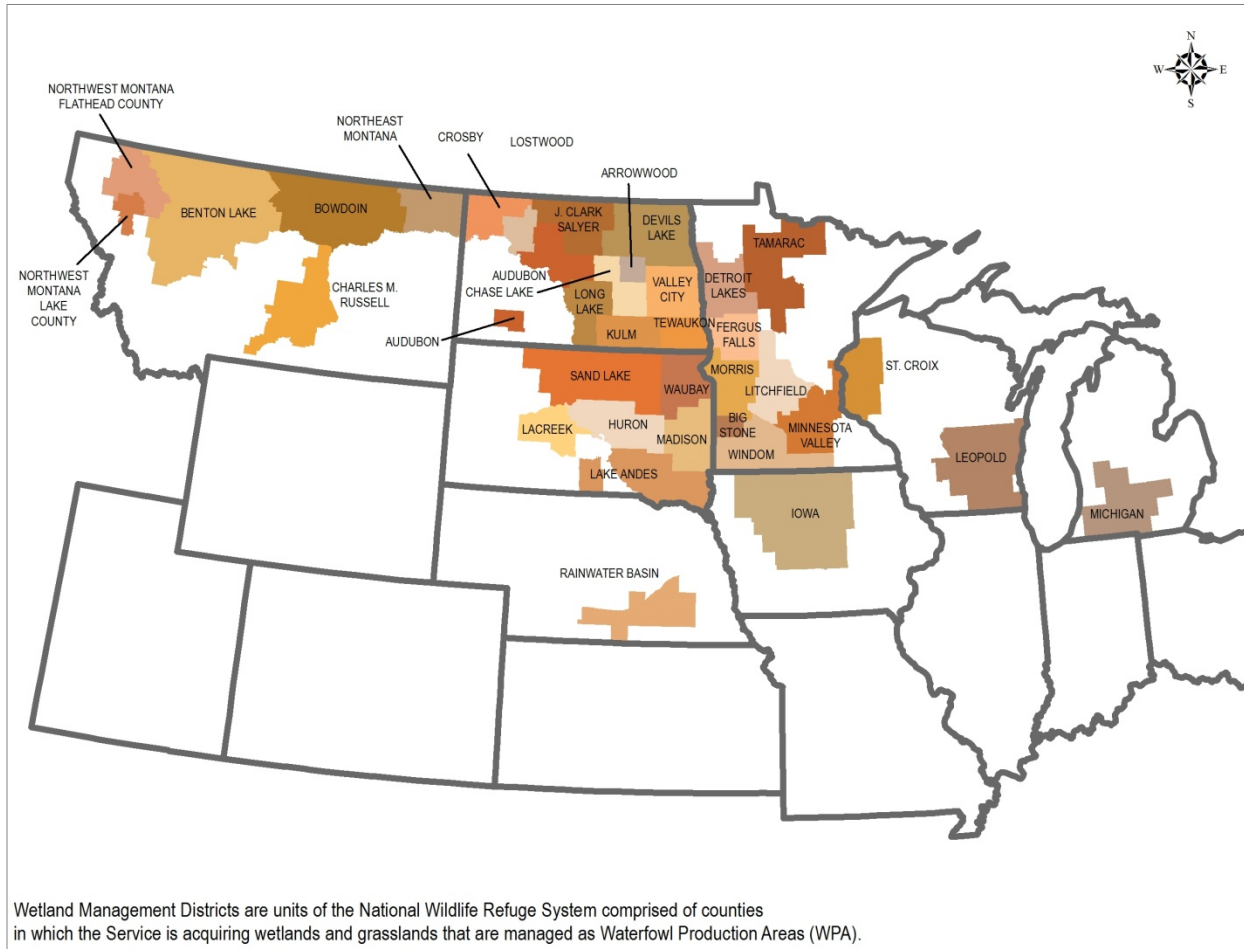 N
W
E
S
NORTHWEST MONTANA
FLATHEAD COUNTY
NORTHEAST
MONTANA
CROSBY
LOSTWOOD
ARROWWOOD
BENTON LAKE
BOWDOIN
J. CLARK
SALYER
DEVILS
LAKE
TAMARAC
NORTHWEST
MONTANA
LAKE
COUNTY
CHARLES M.
RUSSELL
AUDUBON
CHASE LAKE
LONG
LAKE
VALLEY
CITY
DETROIT
LAKES
AUDUBON
KULM
TEWAUKON
FERGUS
FALLS
SAND LAKE
WAUBAY
MORRIS
LITCHFIELD
ST. CROIX
LACREEK
HURON
MADISON
BIG
STONE
MINNESOTA
VALLEY
WINDOM
LEOPOLD
LAKE ANDES
IOWA
MICHIGAN
RAINWATER BASIN
Wetland Management Districts are units of the National Wildlife Refuge System comprised of counties
in which the Service is acquiring wetlands and grasslands that are managed as Waterfowl Production Areas (WPA).